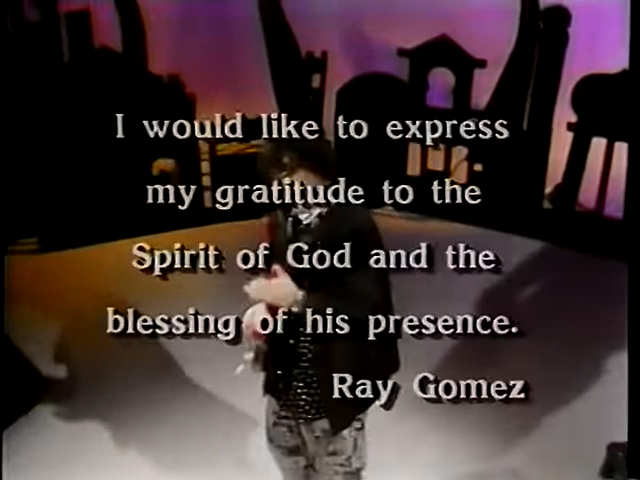 I would like to express
my gratitude to the
Spirit of God and the
blessing of his presence.
Ray Gomez